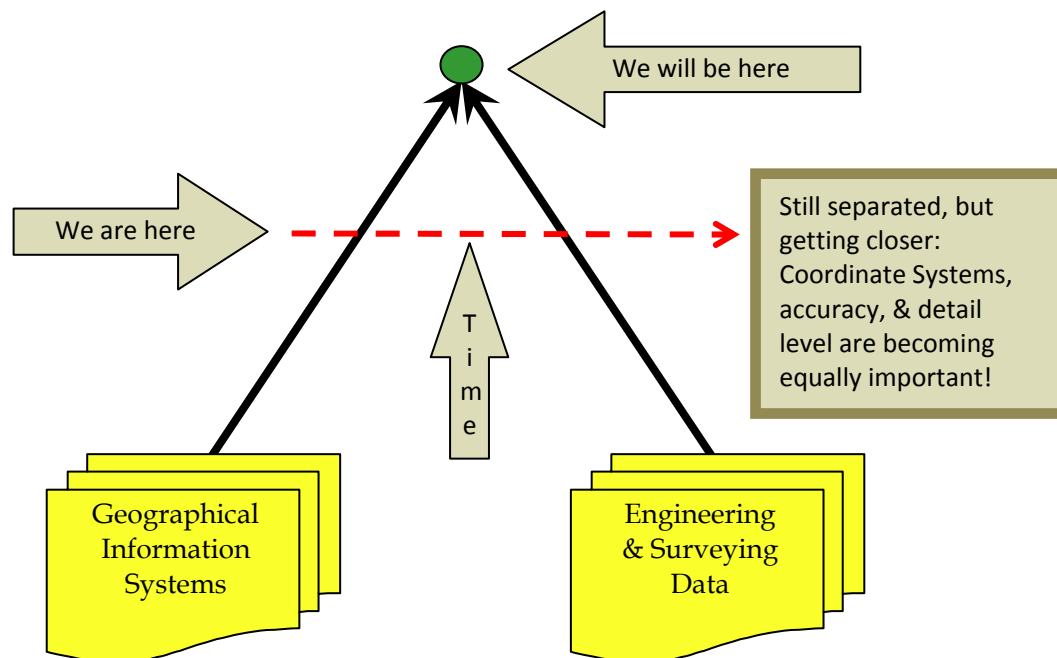 We will be here
We are here
Still separated, but
getting closer:
Coordinate Systems,
accuracy, & detail
level are becoming
equally important!
T
i
m
e
Geographical
Information
Systems
Engineering
& Surveying
Data